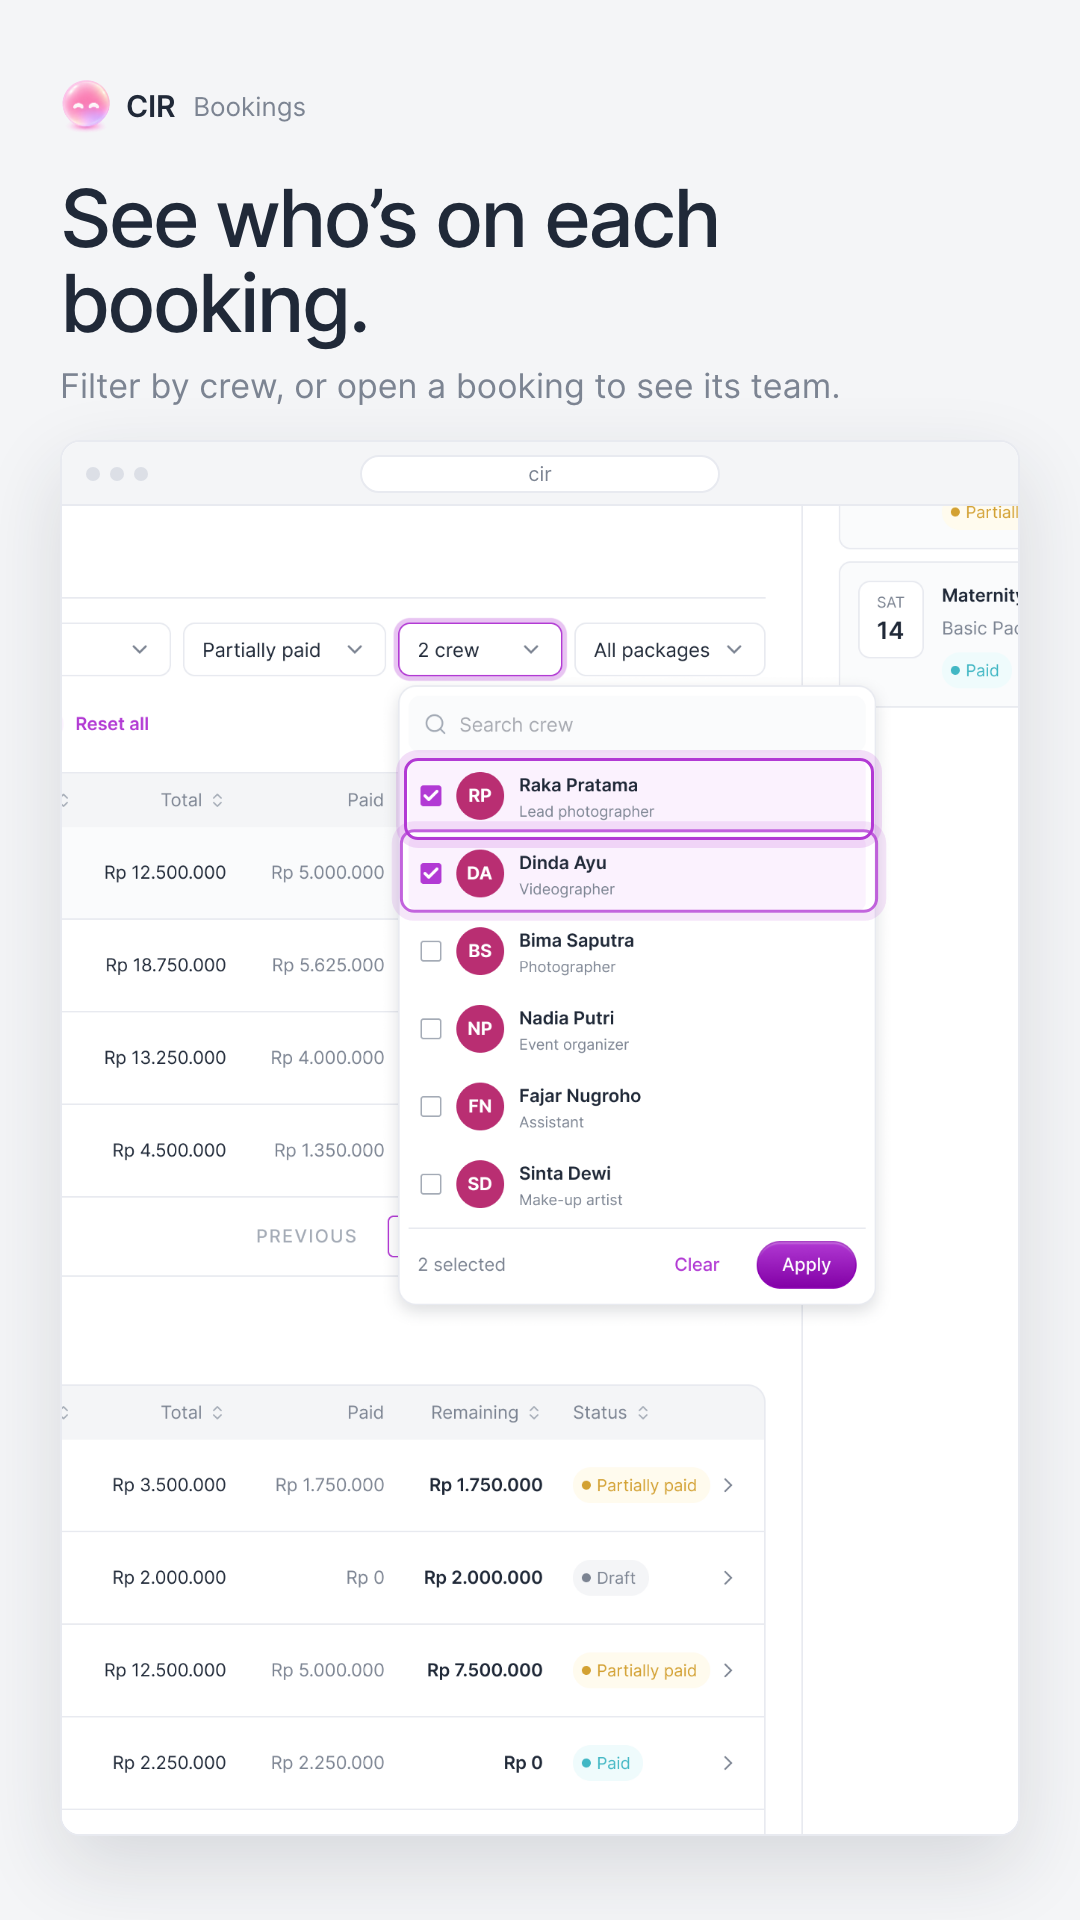 CIR Bookings
See who’s on each
booking.
Filter by crew, or open a booking to see its team.
cir
Partially paid
2 crew
All packages
Reset all
SAT
14
Paid
Search crew
Raka Pratama
Lead photographer
Dinda Ayu
Videographer
Bima Saputra
Photographer
Nadia Putri
Event organizer
Fajar Nugroho
Assistant
Sinta Dewi
Make-up artist
RP
DA
BS
NP
FN
SD
2 selected
Clear
Apply
Total Paid
Rp 12.500.000 Rp 5.000.000
Rp 18.750.000 Rp 5.625.000
Rp 13.250.000 Rp 4.000.000
Rp 4.500.000 Rp 1.350.000
PREVIOUS
Total Paid Remaining Status
Rp 3.500.000 Rp 1.750.000 Rp 1.750.000 Partially paid
Rp 2.000.000 Rp 0 Rp 2.000.000 Draft
Rp 12.500.000 Rp 5.000.000 Rp 7.500.000 Partially paid
Rp 2.250.000 Rp 2.250.000 Rp 0 Paid